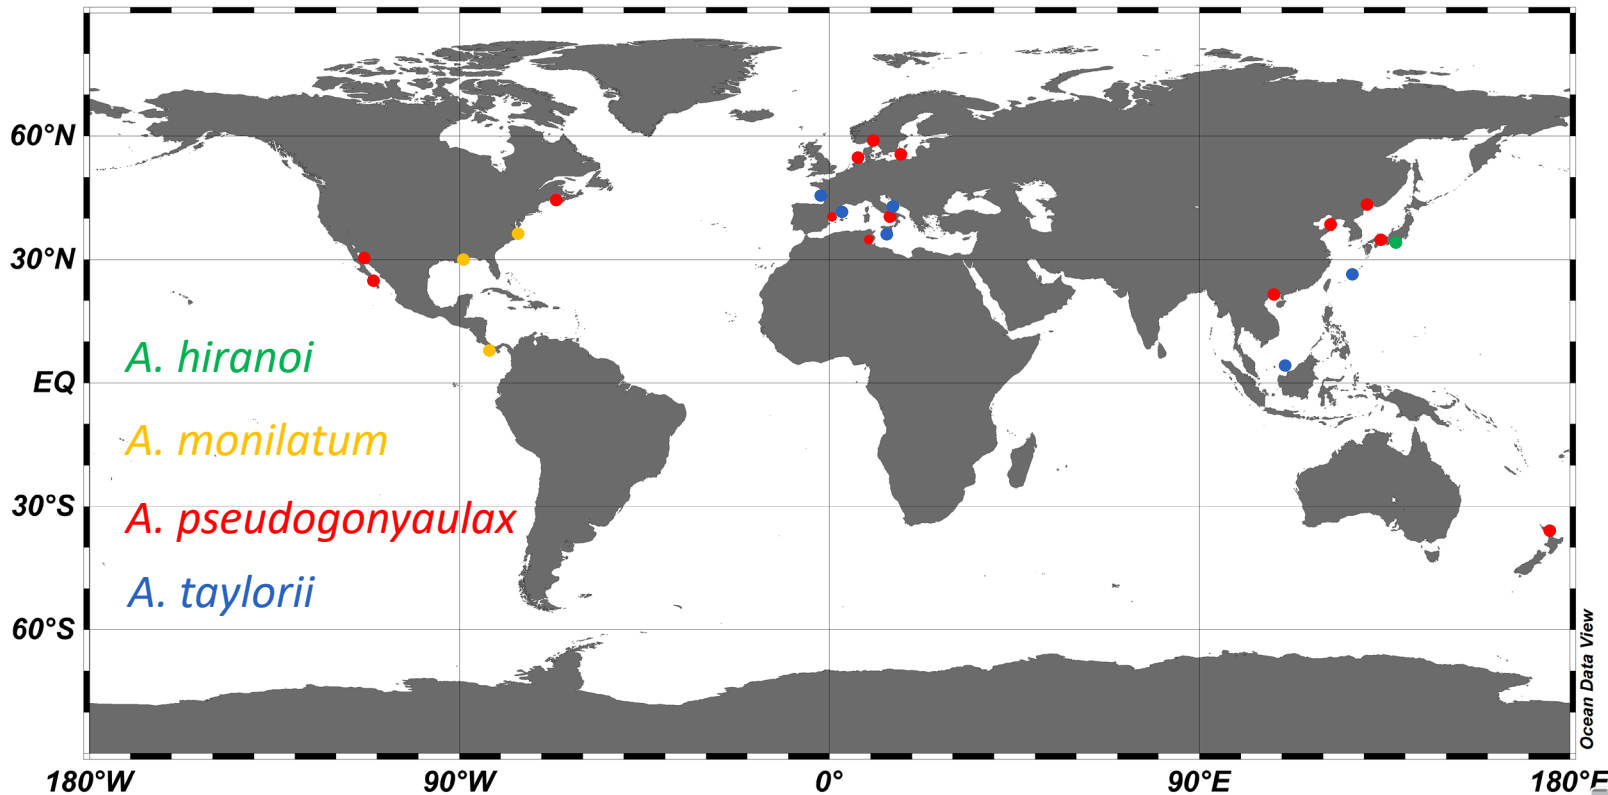 60°N
30°N
A. hiranoi
EQ
A. monilatum
30°S
A. pseudogonyaulax
A. taylorii
60°S
Ocean Data View
180°W 90°W 0° 90°E 180°E